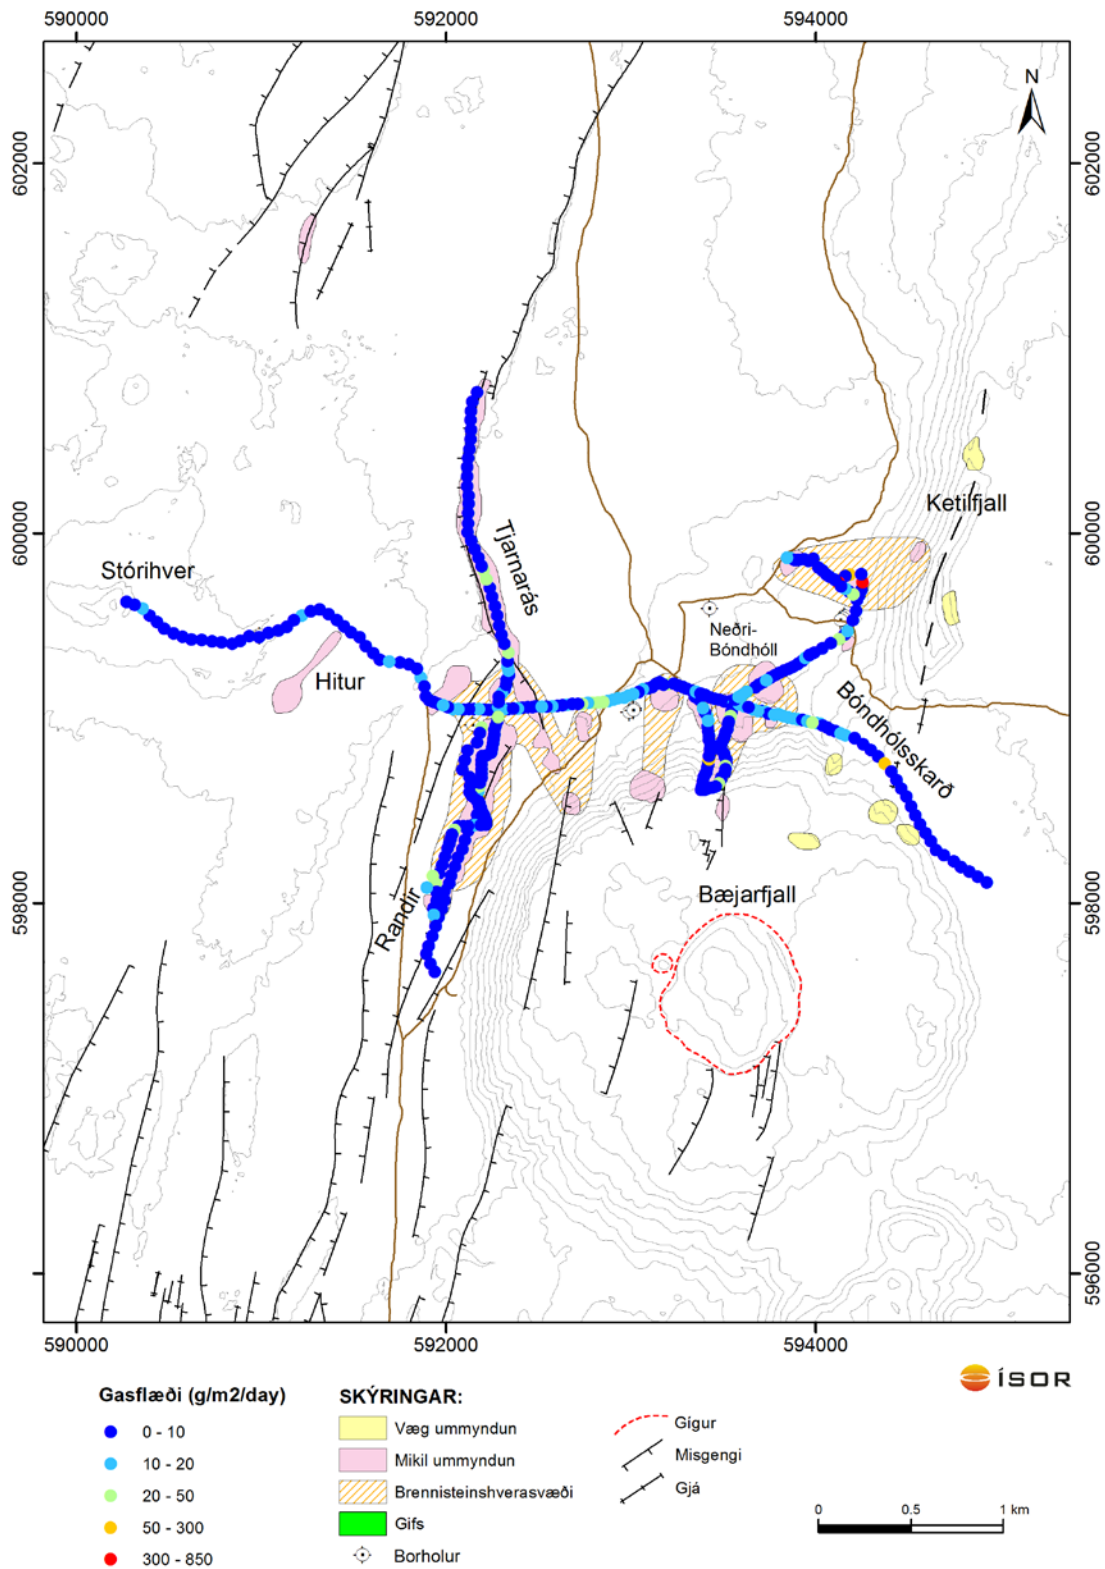 590000
592000
594000
N
602000
602000
600000
600000
598000
598000
596000
Ketilfjall
Stórihver
Tjarnarás
Neðri-
Bóndhóll
Hitur
Bóndhólsskarð
Randir
Bæjarfjall
590000
592000
594000
ÍSOR
Gasflæði (g/m2/day)
0 - 10
10 - 20
20 - 50
50 - 300
300 - 850
SKÝRINGAR:
Væg ummyndun
Mikil ummyndun
Brennisteinshverasvæði
Gifs
Borholur
Gígur
Misgengi
Gjá
0 0.5 1 km